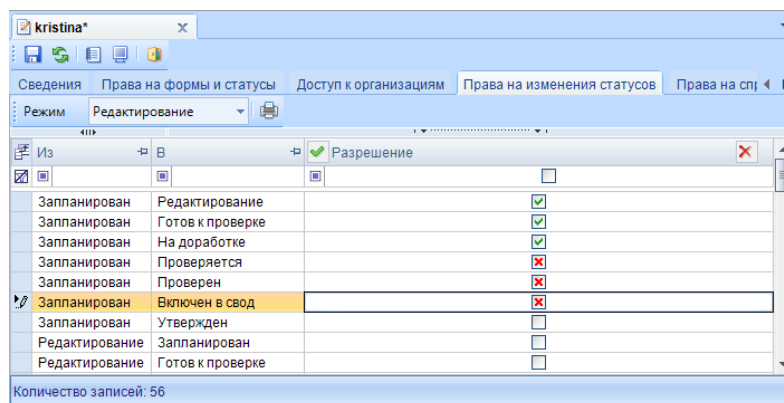 kristina* x
Сведения Права на формы и статусы Доступ к организациям Права на изменения статусов Права на спр
Режим Редактирование
Из В Разрешение
Запланирован Редактирование
Запланирован Готов к проверке
Запланирован На доработке
Запланирован Проверяется
Запланирован Проверен
Запланирован Включен в свод
Запланирован Утвержден
Редактирование Запланирован
Редактирование Готов к проверке
Количество записей: 56